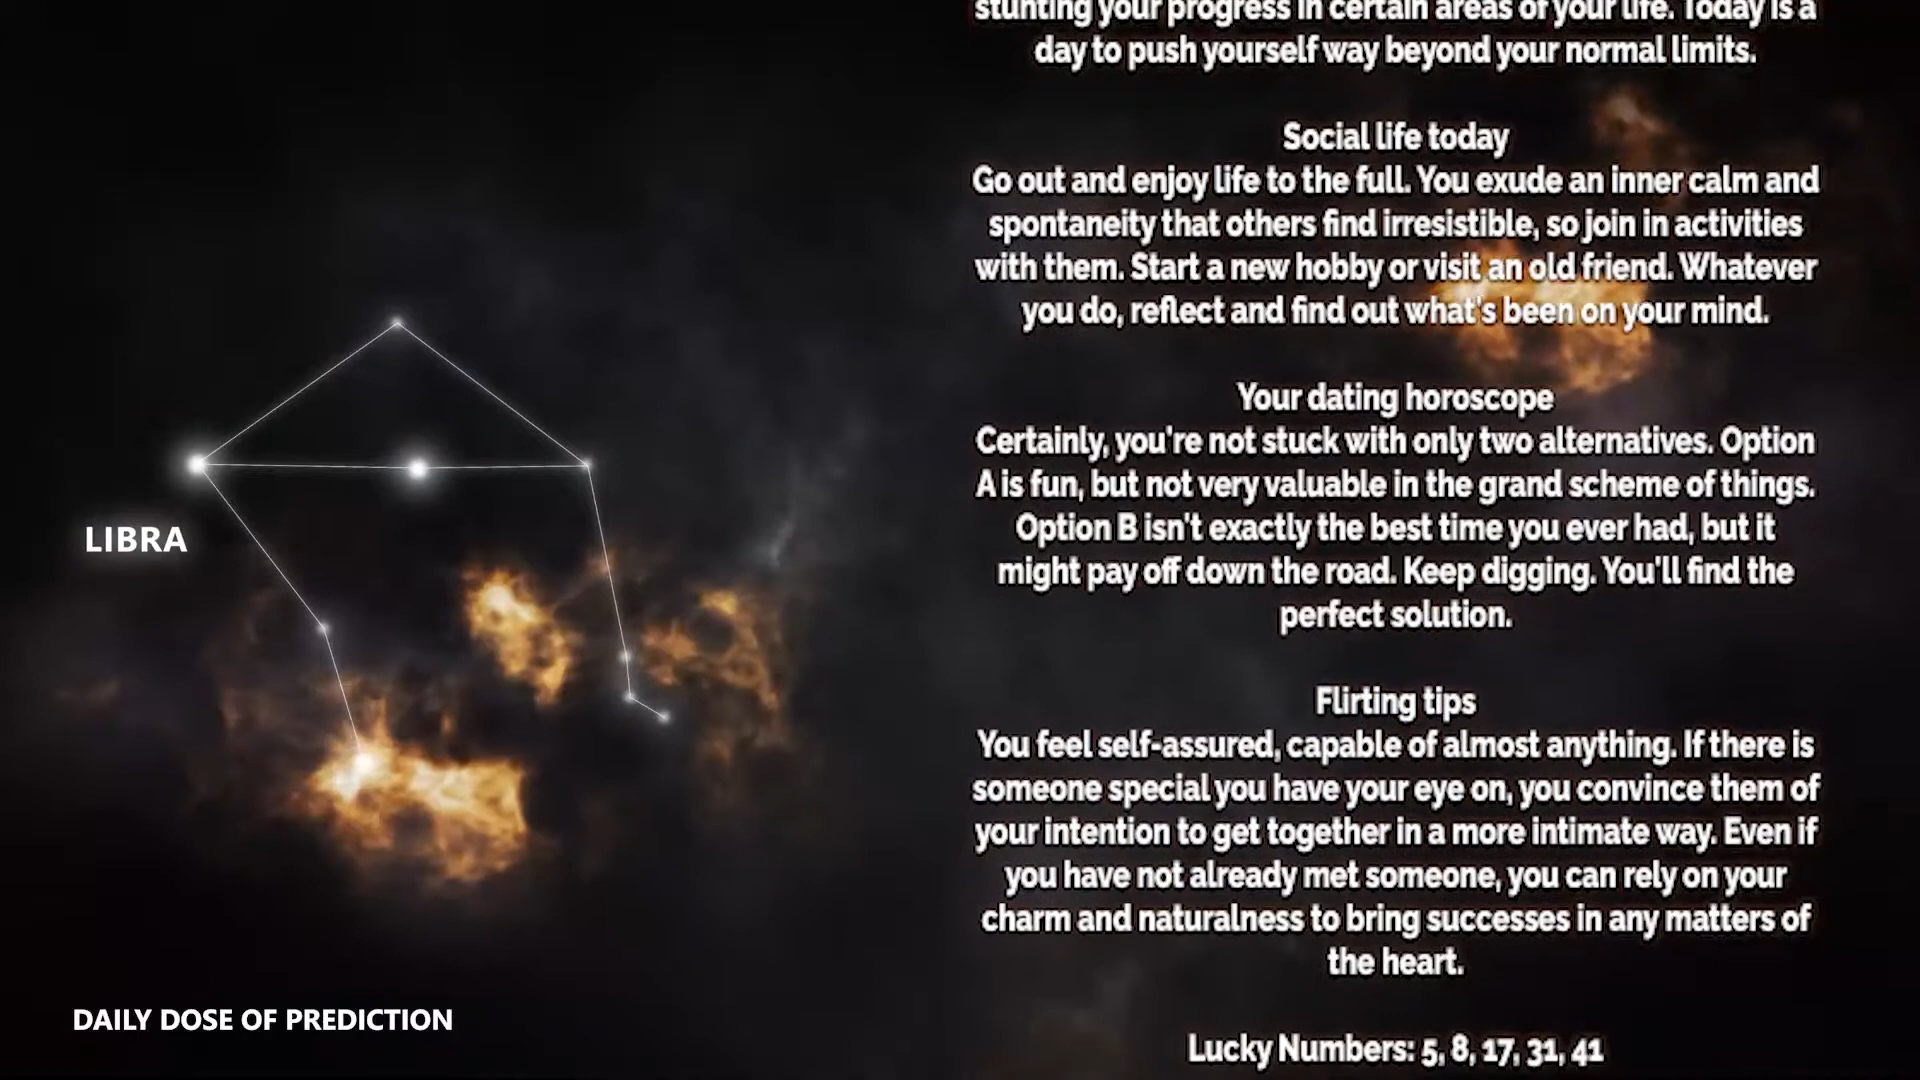 stunting your progress in certain areas of your life. Today is a
day to push yourself way beyond your normal limits.
Social life today
Go out and enjoy life to the full. You exude an inner calm and
spontaneity that others find irresistible, so join in activities
with them. Start a new hobby or visit an old friend. Whatever
you do, reflect and find out what's been on your mind.
Your dating horoscope
Certainly, you're not stuck with only two alternatives. Option
A is fun, but not very valuable in the grand scheme of things.
Option B isn't exactly the best time you ever had, but it
might pay off down the road. Keep digging. You'll find the
perfect solution.
Flirting tips
You feel self-assured, capable of almost anything. If there is
someone special you have your eye on, you convince them of
your intention to get together in a more intimate way. Even if
you have not already met someone, you can rely on your
charm and naturalness to bring successes in any matters of
the heart.
Lucky Numbers: 5, 8, 17, 31, 41
LIBRA
DAILY DOSE OF PREDICTION